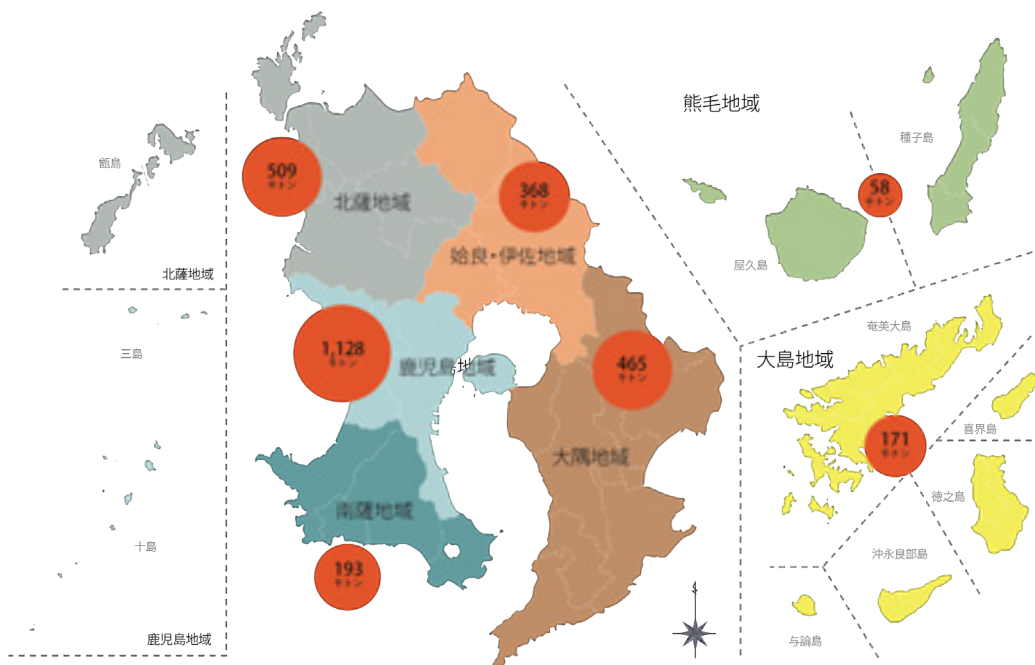 熊毛地域
種子島
甑島
509
千トン
368
千トン
58
千トン
北薩地域
姶良・伊佐地域
屋久島
北薩地域
奄美大島
三島
1,128
千トン
鹿児島地域
465
千トン
大島地域
喜界島
171
千トン
大隅地域
徳之島
南薩地域
十島
沖永良部島
193
千トン
与論島
鹿児島地域